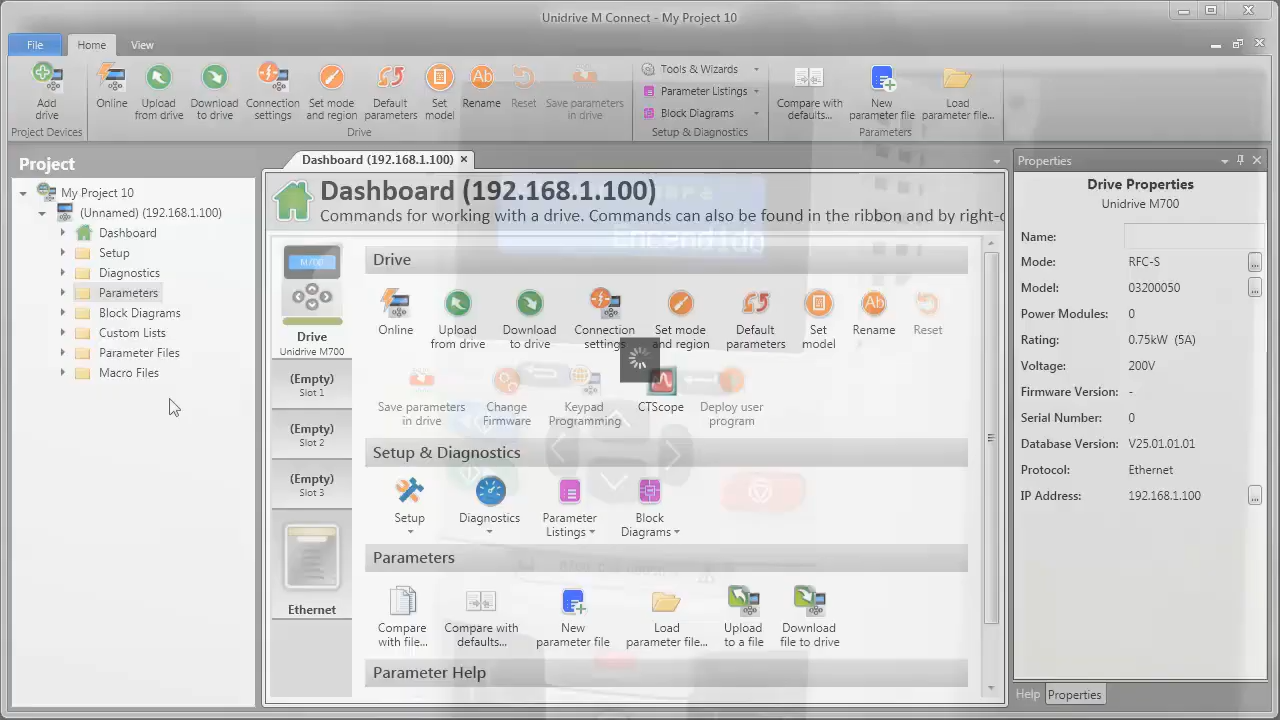 Unidrive M Connect - My Project 10
File Home View
Add drive
Online
Upload from drive
Download to drive
Connection settings
Set mode and region
Default parameters
Set model
Rename
Reset
Save parameters in drive
Tools & Wizards
Parameter Listings
Block Diagrams
Compare with defaults...
New parameter file
Load parameter file...
Project Devices
Drive
Setup & Diagnostics
Parameters
Project
My Project 10
(Unnamed) (192.168.1.100)
Dashboard
Setup
Diagnostics
Parameters
Block Diagrams
Custom Lists
Parameter Files
Macro Files
Dashboard (192.168.1.100)
Dashboard (192.168.1.100)
Commands for working with a drive. Commands can also be found in the ribbon and by right-c
M700
Drive
Unidrive M700
(Empty)
Slot 1
(Empty)
Slot 2
(Empty)
Slot 3
Ethernet
Encendido
Drive
Online
Upload from drive
Download to drive
Connection settings
Set mode and region
Default parameters
Set model
Rename
Reset
Save parameters in drive
Change Firmware
Keypad Programming
CTScope
Deploy user program
Setup & Diagnostics
Setup
Diagnostics
Parameter Listings
Block Diagrams
Parameters
Compare with file...
Compare with defaults...
New parameter file
Load parameter file...
Upload to a file
Download file to drive
Parameter Help
Properties
Drive Properties
Unidrive M700
Name:
Mode: RFC-S
Model: 03200050
Power Modules: 0
Rating: 0.75kW (5A)
Voltage: 200V
Firmware Version: -
Serial Number: 0
Database Version: V25.01.01.01
Protocol: Ethernet
IP Address: 192.168.1.100
Help Properties